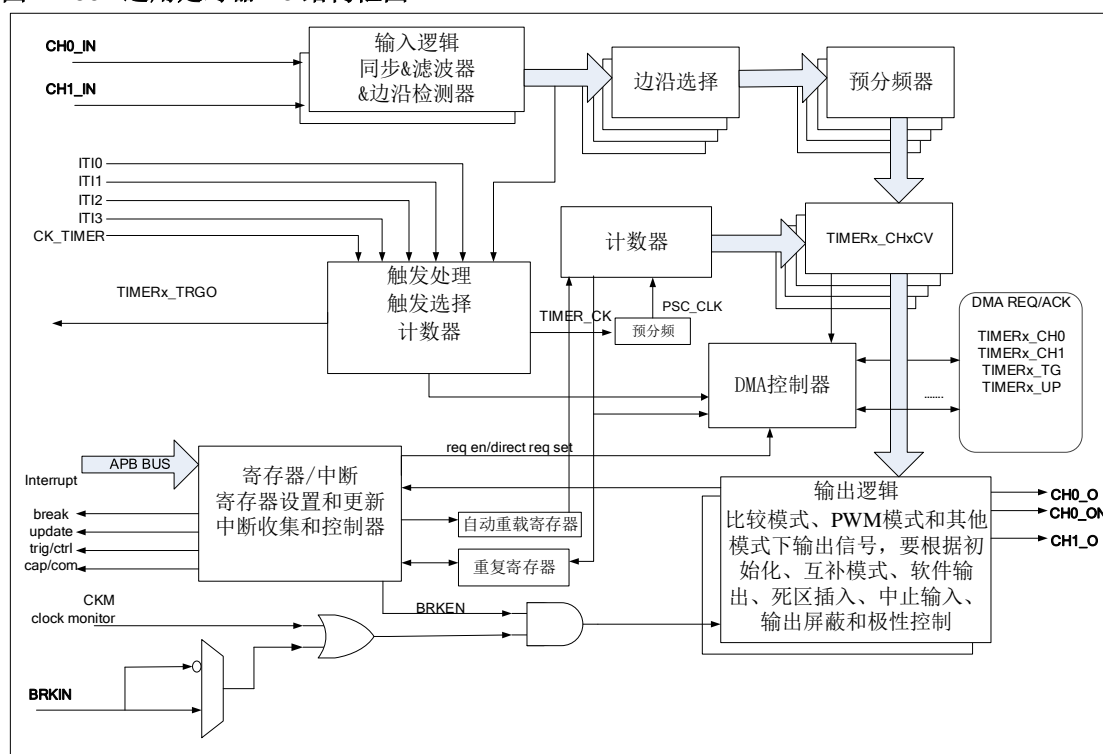 CH0_IN
CH1_IN
输入逻辑
同步&滤波器
&边沿检测器
边沿选择
预分频器
ITI0
ITI1
ITI2
ITI3
CK_TIMER
TIMERx_TRGO
触发处理
触发选择
计数器
TIMER_CK
计数器
PSC_CLK
预分频
TIMERx_CHxCV
DMA控制器
DMA REQ/ACK
TIMERx_CH0
TIMERx_CH1
TIMERx_TG
TIMERx_UP
.......
req en/direct req set
APB BUS
Interrupt
break
update
trig/ctrl
cap/com
寄存器/中断
寄存器设置和更新
中断收集和控制器
自动重载寄存器
重复寄存器
输出逻辑
比较模式、PWM模式和其他
模式下输出信号，要根据初
始化、互补模式、软件输
出、死区插入、中止输入、
输出屏蔽和极性控制
CH0_O
CH0_ON
CH1_O
BRKEN
CKM
clock monitor
BRKIN